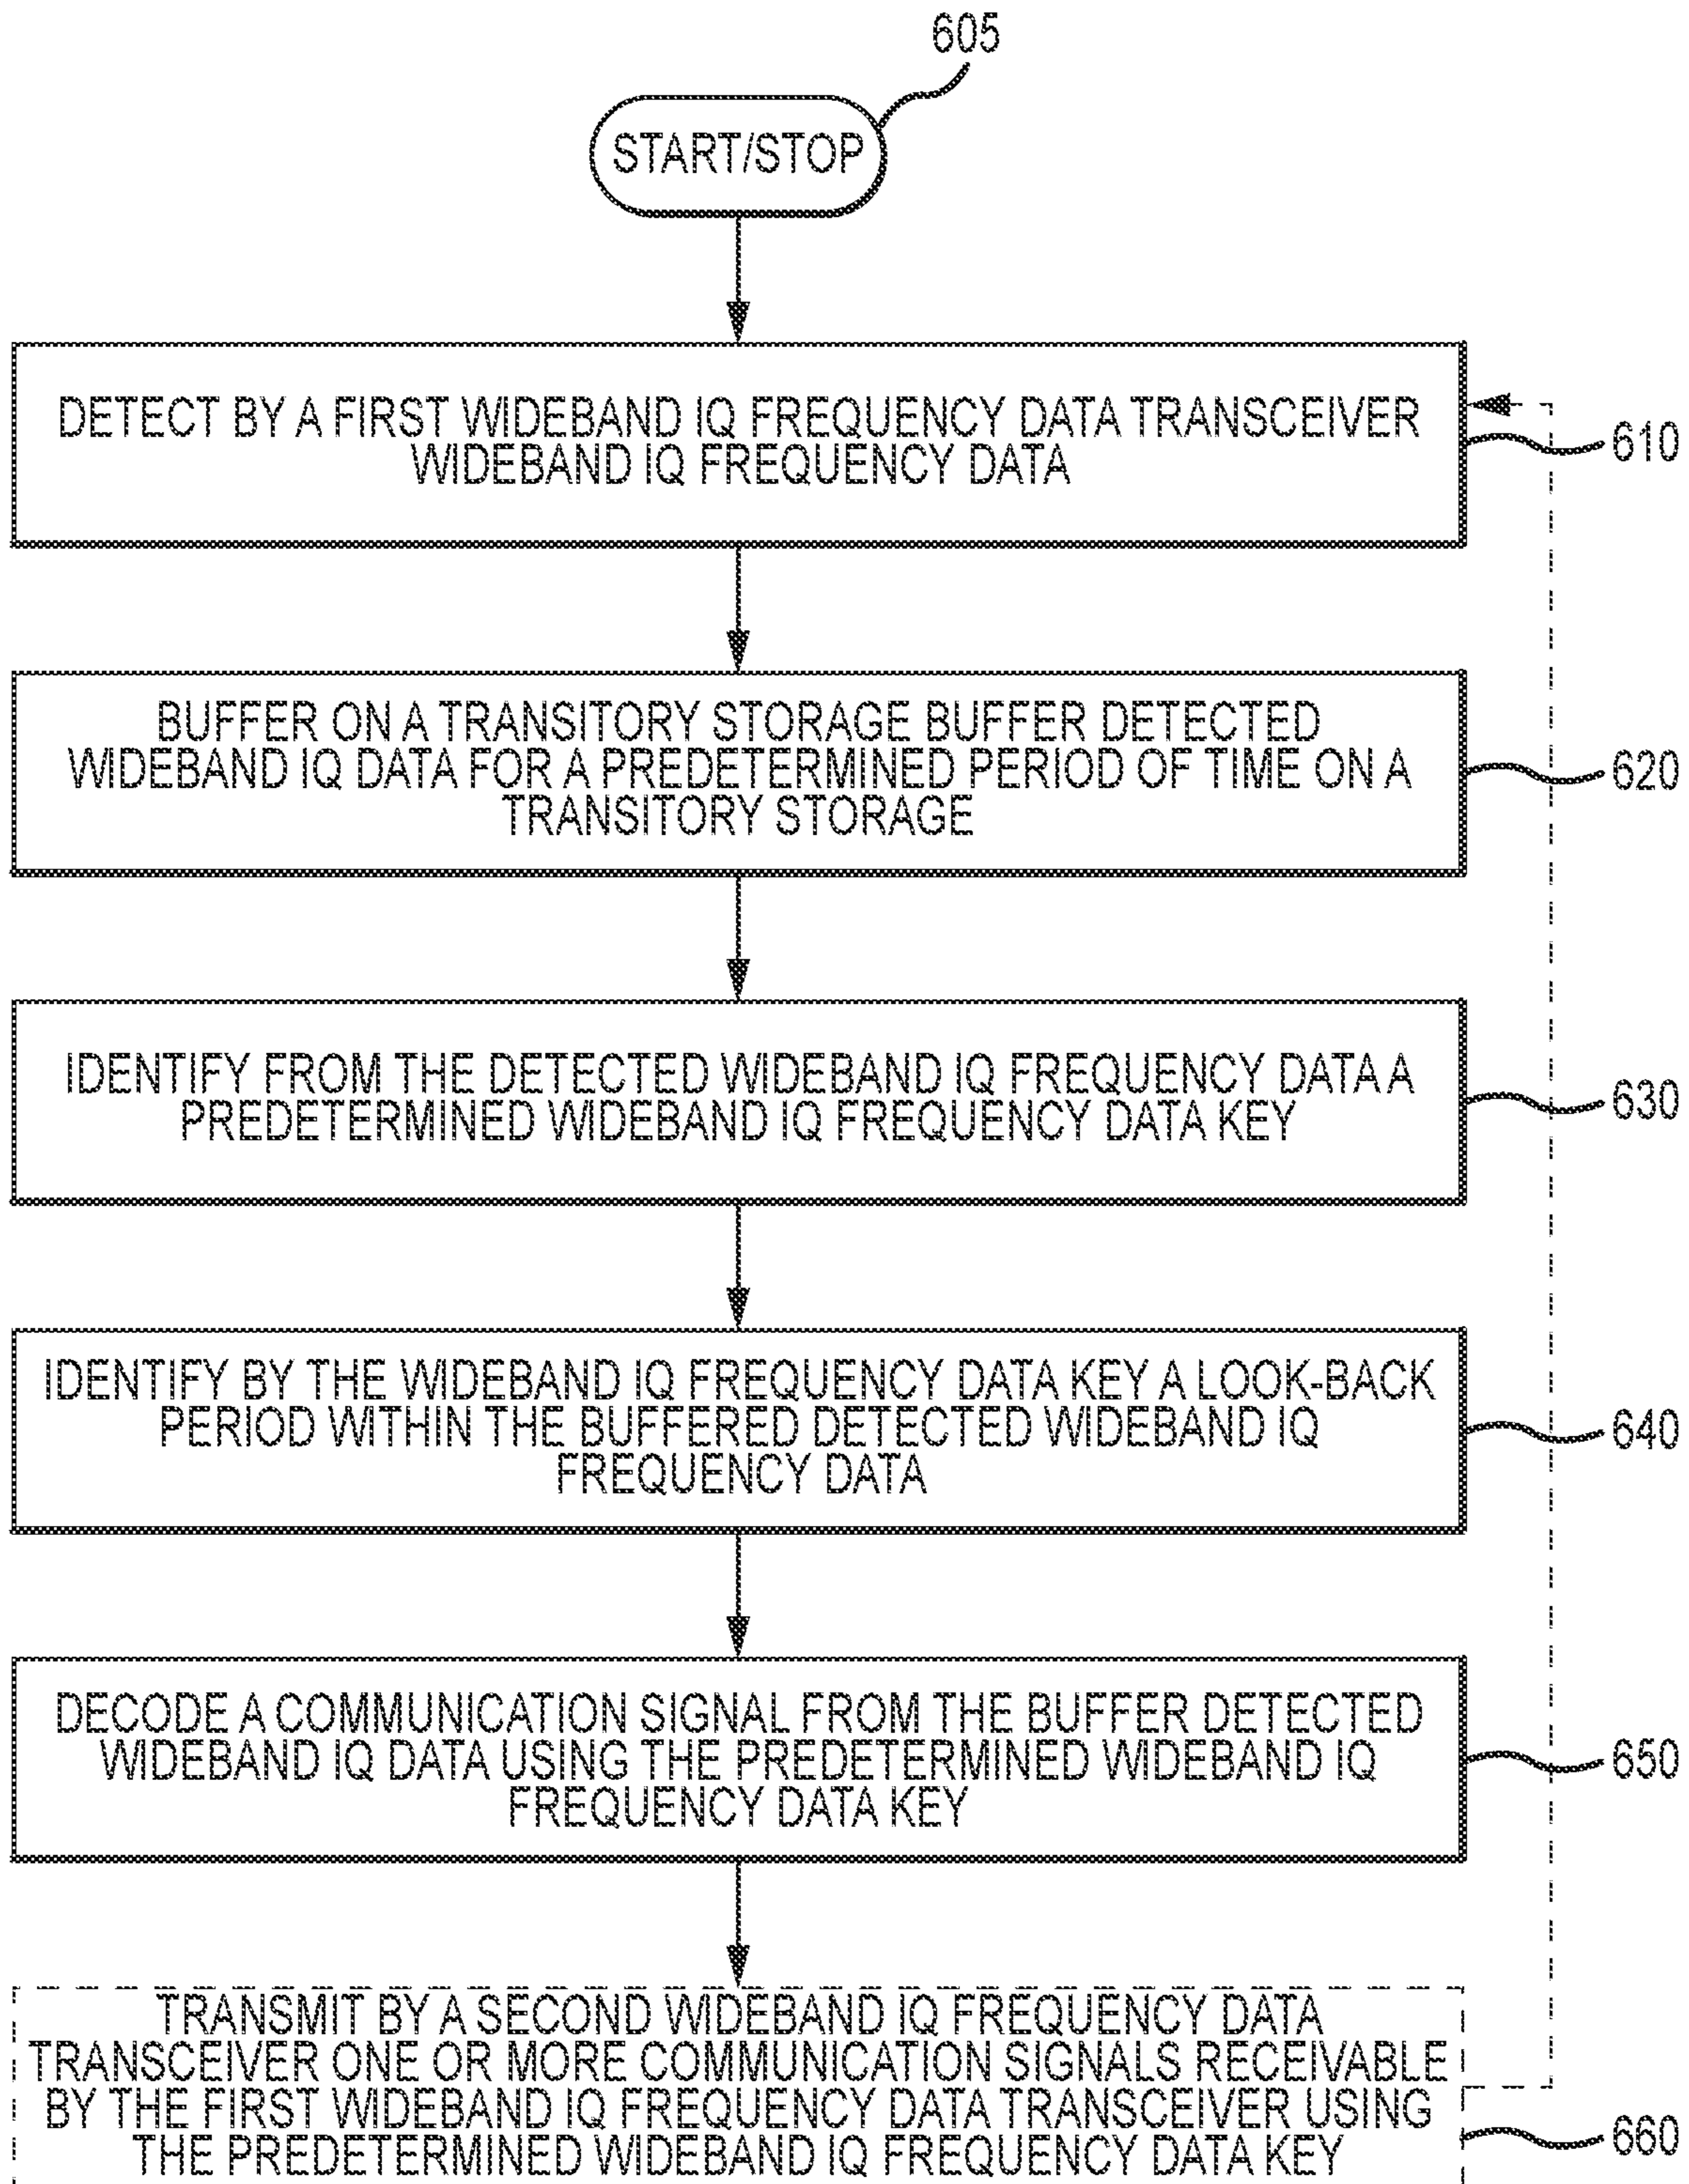 605
START/STOP
DETECT BY A FIRST WIDEBAND IQ FREQUENCY DATA TRANSCEIVER
WIDEBAND IQ FREQUENCY DATA
610
BUFFER ON A TRANSITORY STORAGE BUFFER DETECTED
WIDEBAND IQ DATA FOR A PREDETERMINED PERIOD OF TIME ON A
TRANSITORY STORAGE
620
IDENTIFY FROM THE DETECTED WIDEBAND IQ FREQUENCY DATA A
PREDETERMINED WIDEBAND IQ FREQUENCY DATA KEY
630
IDENTIFY BY THE WIDEBAND IQ FREQUENCY DATA KEY A LOOK-BACK
PERIOD WITHIN THE BUFFERED DETECTED WIDEBAND IQ
FREQUENCY DATA
640
DECODE A COMMUNICATION SIGNAL FROM THE BUFFER DETECTED
WIDEBAND IQ DATA USING THE PREDETERMINED WIDEBAND IQ
FREQUENCY DATA KEY
650
TRANSMIT BY A SECOND WIDEBAND IQ FREQUENCY DATA
TRANSCEIVER ONE OR MORE COMMUNICATION SIGNALS RECEIVABLE
BY THE FIRST WIDEBAND IQ FREQUENCY DATA TRANSCEIVER USING
THE PREDETERMINED WIDEBAND IQ FREQUENCY DATA KEY
660